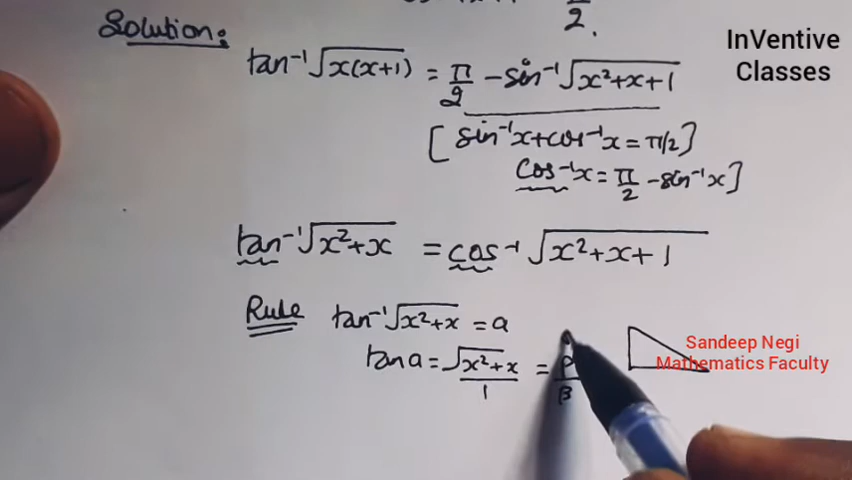 π/2.
Solution:
InVentive
Classes
tan⁻¹√x(x+1) = π/2 - sin⁻¹√x²+x+1
[sin⁻¹x+cos⁻¹x = π/2]
cos⁻¹x = π/2 - sin⁻¹x]
tan⁻¹√x²+x = cos⁻¹√x²+x+1
Rule tan⁻¹√x²+x = a
tan a = √x²+x/1 = P/B
Sandeep Negi
Mathematics Faculty